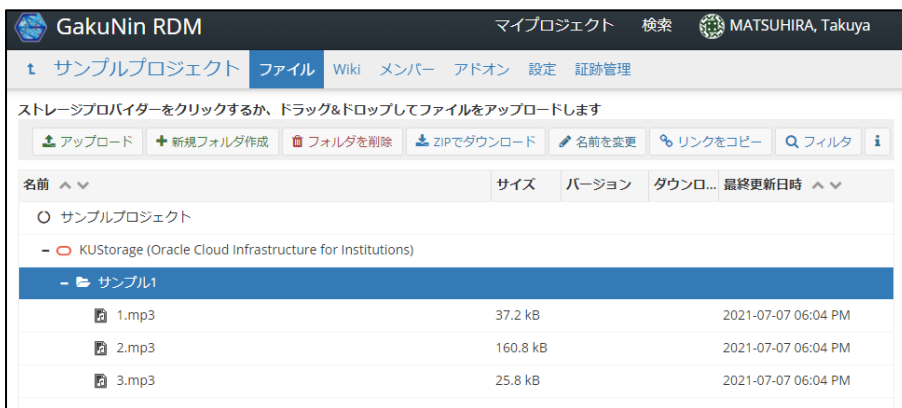 GakuNin RDM マイプロジェクト 検索 MATSUHIRA, Takuya
サンプルプロジェクト ファイル Wiki メンバー アドオン 設定 証跡管理
ストレージプロバイダーをクリックするか、ドラッグ&ドロップしてファイルをアップロードします
アップロード 新規フォルダ作成 フォルダを削除 ZIPでダウンロード 名前を変更 リンクをコピー フィルタ i
名前 サイズ バージョン ダウンロ... 最終更新日時
サンプルプロジェクト
KUStorage (Oracle Cloud Infrastructure for Institutions)
サンプル1
1.mp3 37.2 kB 2021-07-07 06:04 PM
2.mp3 160.8 kB 2021-07-07 06:04 PM
3.mp3 25.8 kB 2021-07-07 06:04 PM